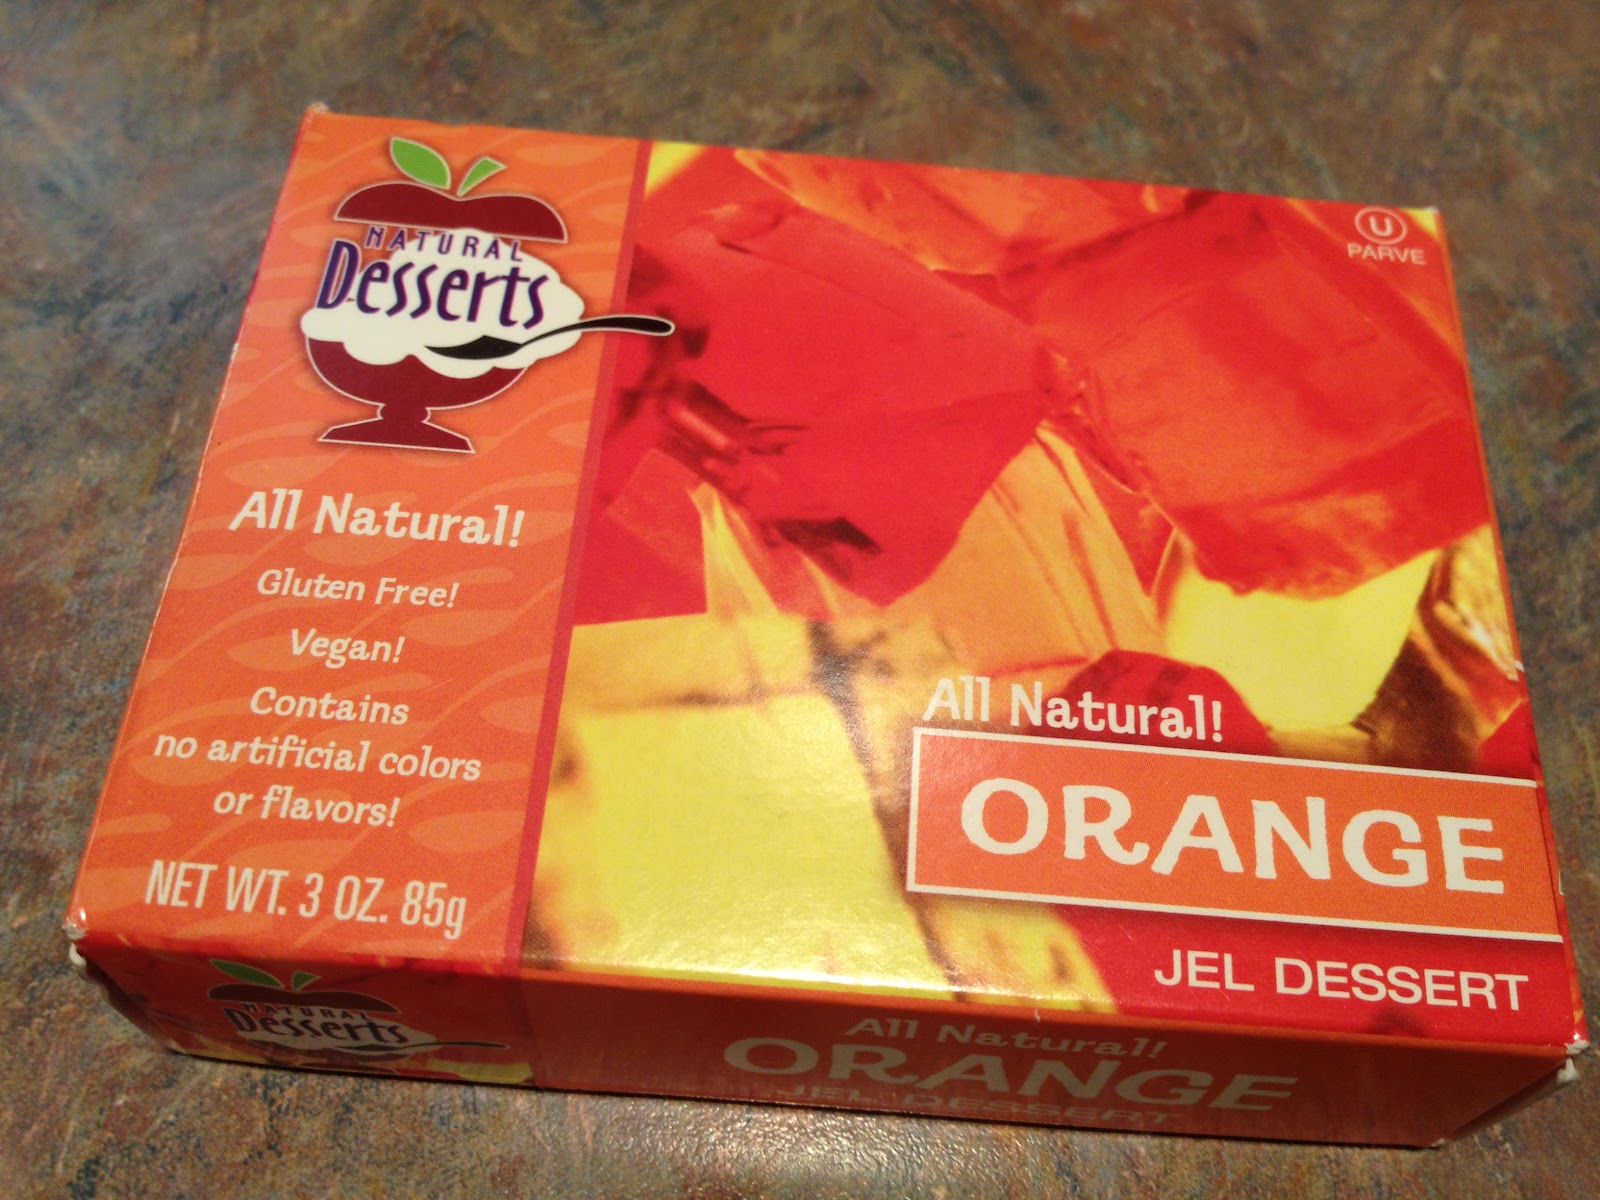 NATURAL
Desserts
All Natural!
Gluten Free!
Vegan!
Contains
no artificial colors
or flavors!
NET WT. 3 OZ. 85g
U
PARVE
All Natural!
ORANGE
JEL DESSERT
NATURAL
Desserts
All Natural!
ORANGE
JEL DESSERT